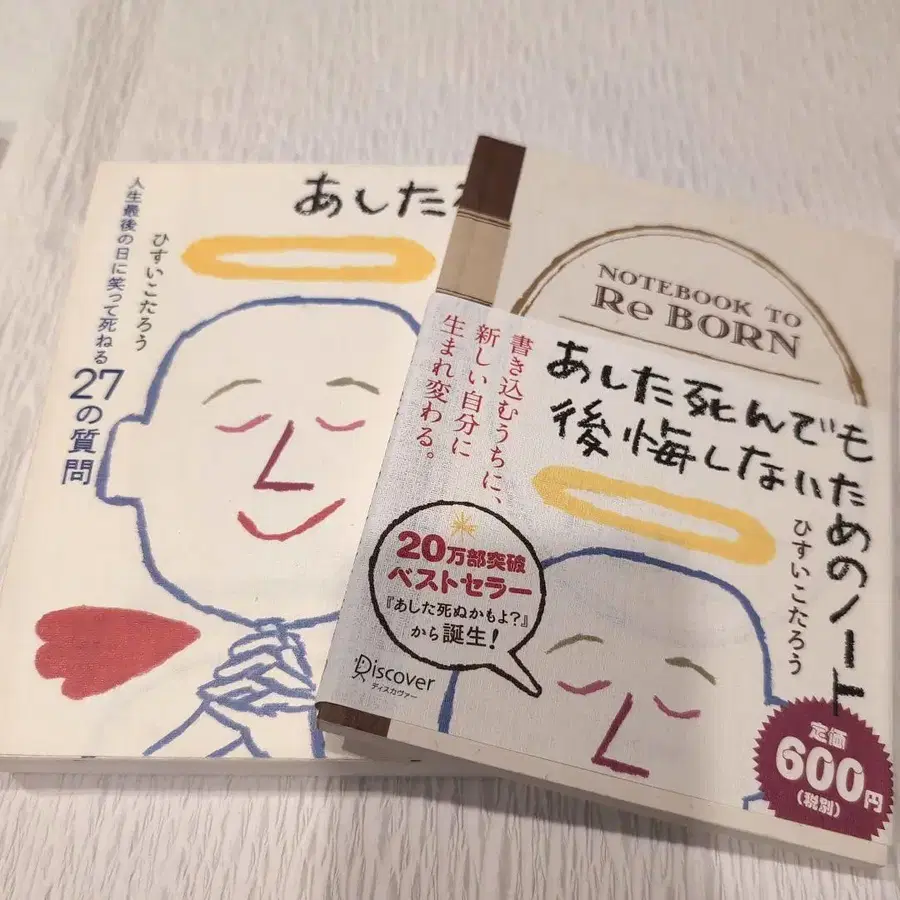 あした
ひすいこたろう
人生最後の日に笑って死ねる
27の質問
NOTEBOOK TO
Re BORN
あした死んでも
後悔しないためのノート
ひすいこたろう
書き込むうちに、
新しい自分に
生まれ変わる。
20万部突破
ベストセラー
『あした死ぬかもよ?』
から誕生!
Discover
ディスカヴァー
定価
600円
(税別)